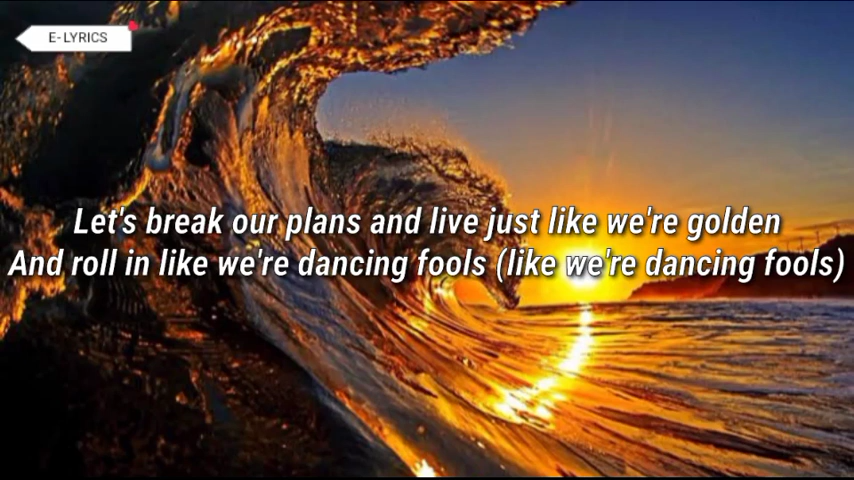 E-LYRICS
Let's break our plans and live just like we're golden
And roll in like we're dancing fools (like we're dancing fools)